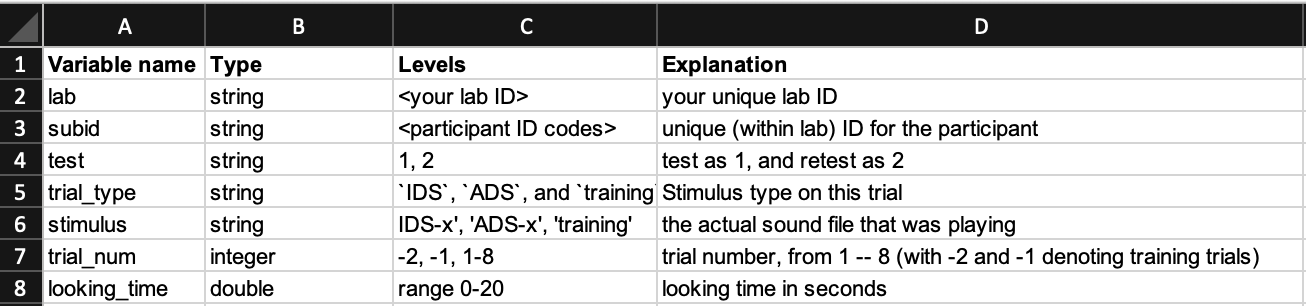 A B C D
1 Variable name Type Levels Explanation
2 lab string <your lab ID> your unique lab ID
3 subid string <participant ID codes> unique (within lab) ID for the participant
4 test string 1, 2 test as 1, and retest as 2
5 trial_type string `IDS`, `ADS`, and `training` Stimulus type on this trial
6 stimulus string IDS-x', 'ADS-x', 'training' the actual sound file that was playing
7 trial_num integer -2, -1, 1-8 trial number, from 1 -- 8 (with -2 and -1 denoting training trials)
8 looking_time double range 0-20 looking time in seconds